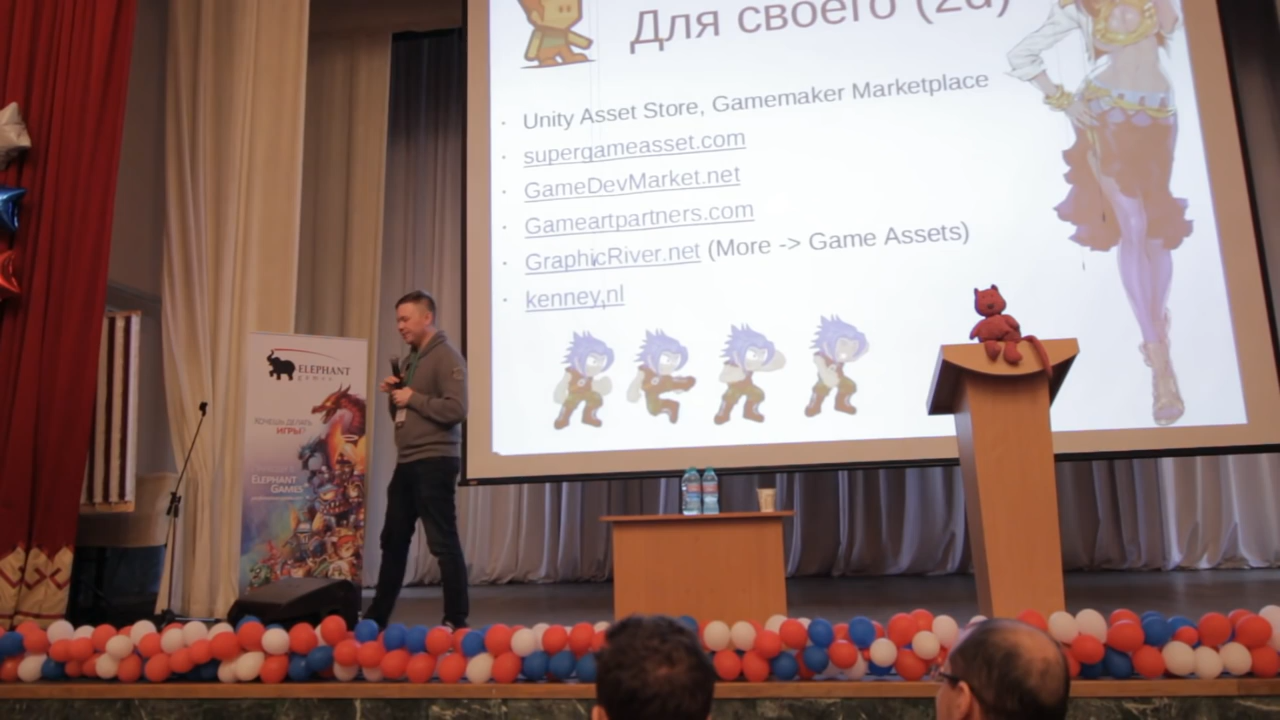 Для своего (2d)
Unity Asset Store, Gamemaker Marketplace
supergameasset.com
GameDevMarket.net
Gameartpartners.com
GraphicRiver.net (More -> Game Assets)
kenney.nl
ELEPHANT
games
ХОЧЕШЬ ДЕЛАТЬ
ИГРЫ?
ELEPHANT
GAMES